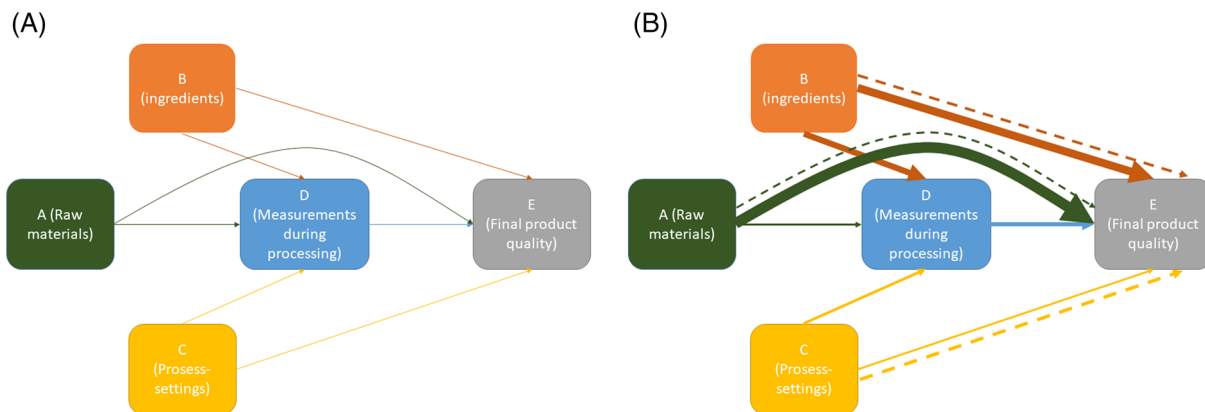 (A)
B
(ingredients)
A (Raw
materials)
D
(Measurements
during
processing)
E
(Final product
quality)
C
(Prosess-
settings)
(B)
B
(ingredients)
A (Raw
materials)
D
(Measurements
during
processing)
E
(Final product
quality)
C
(Prosess-
settings)